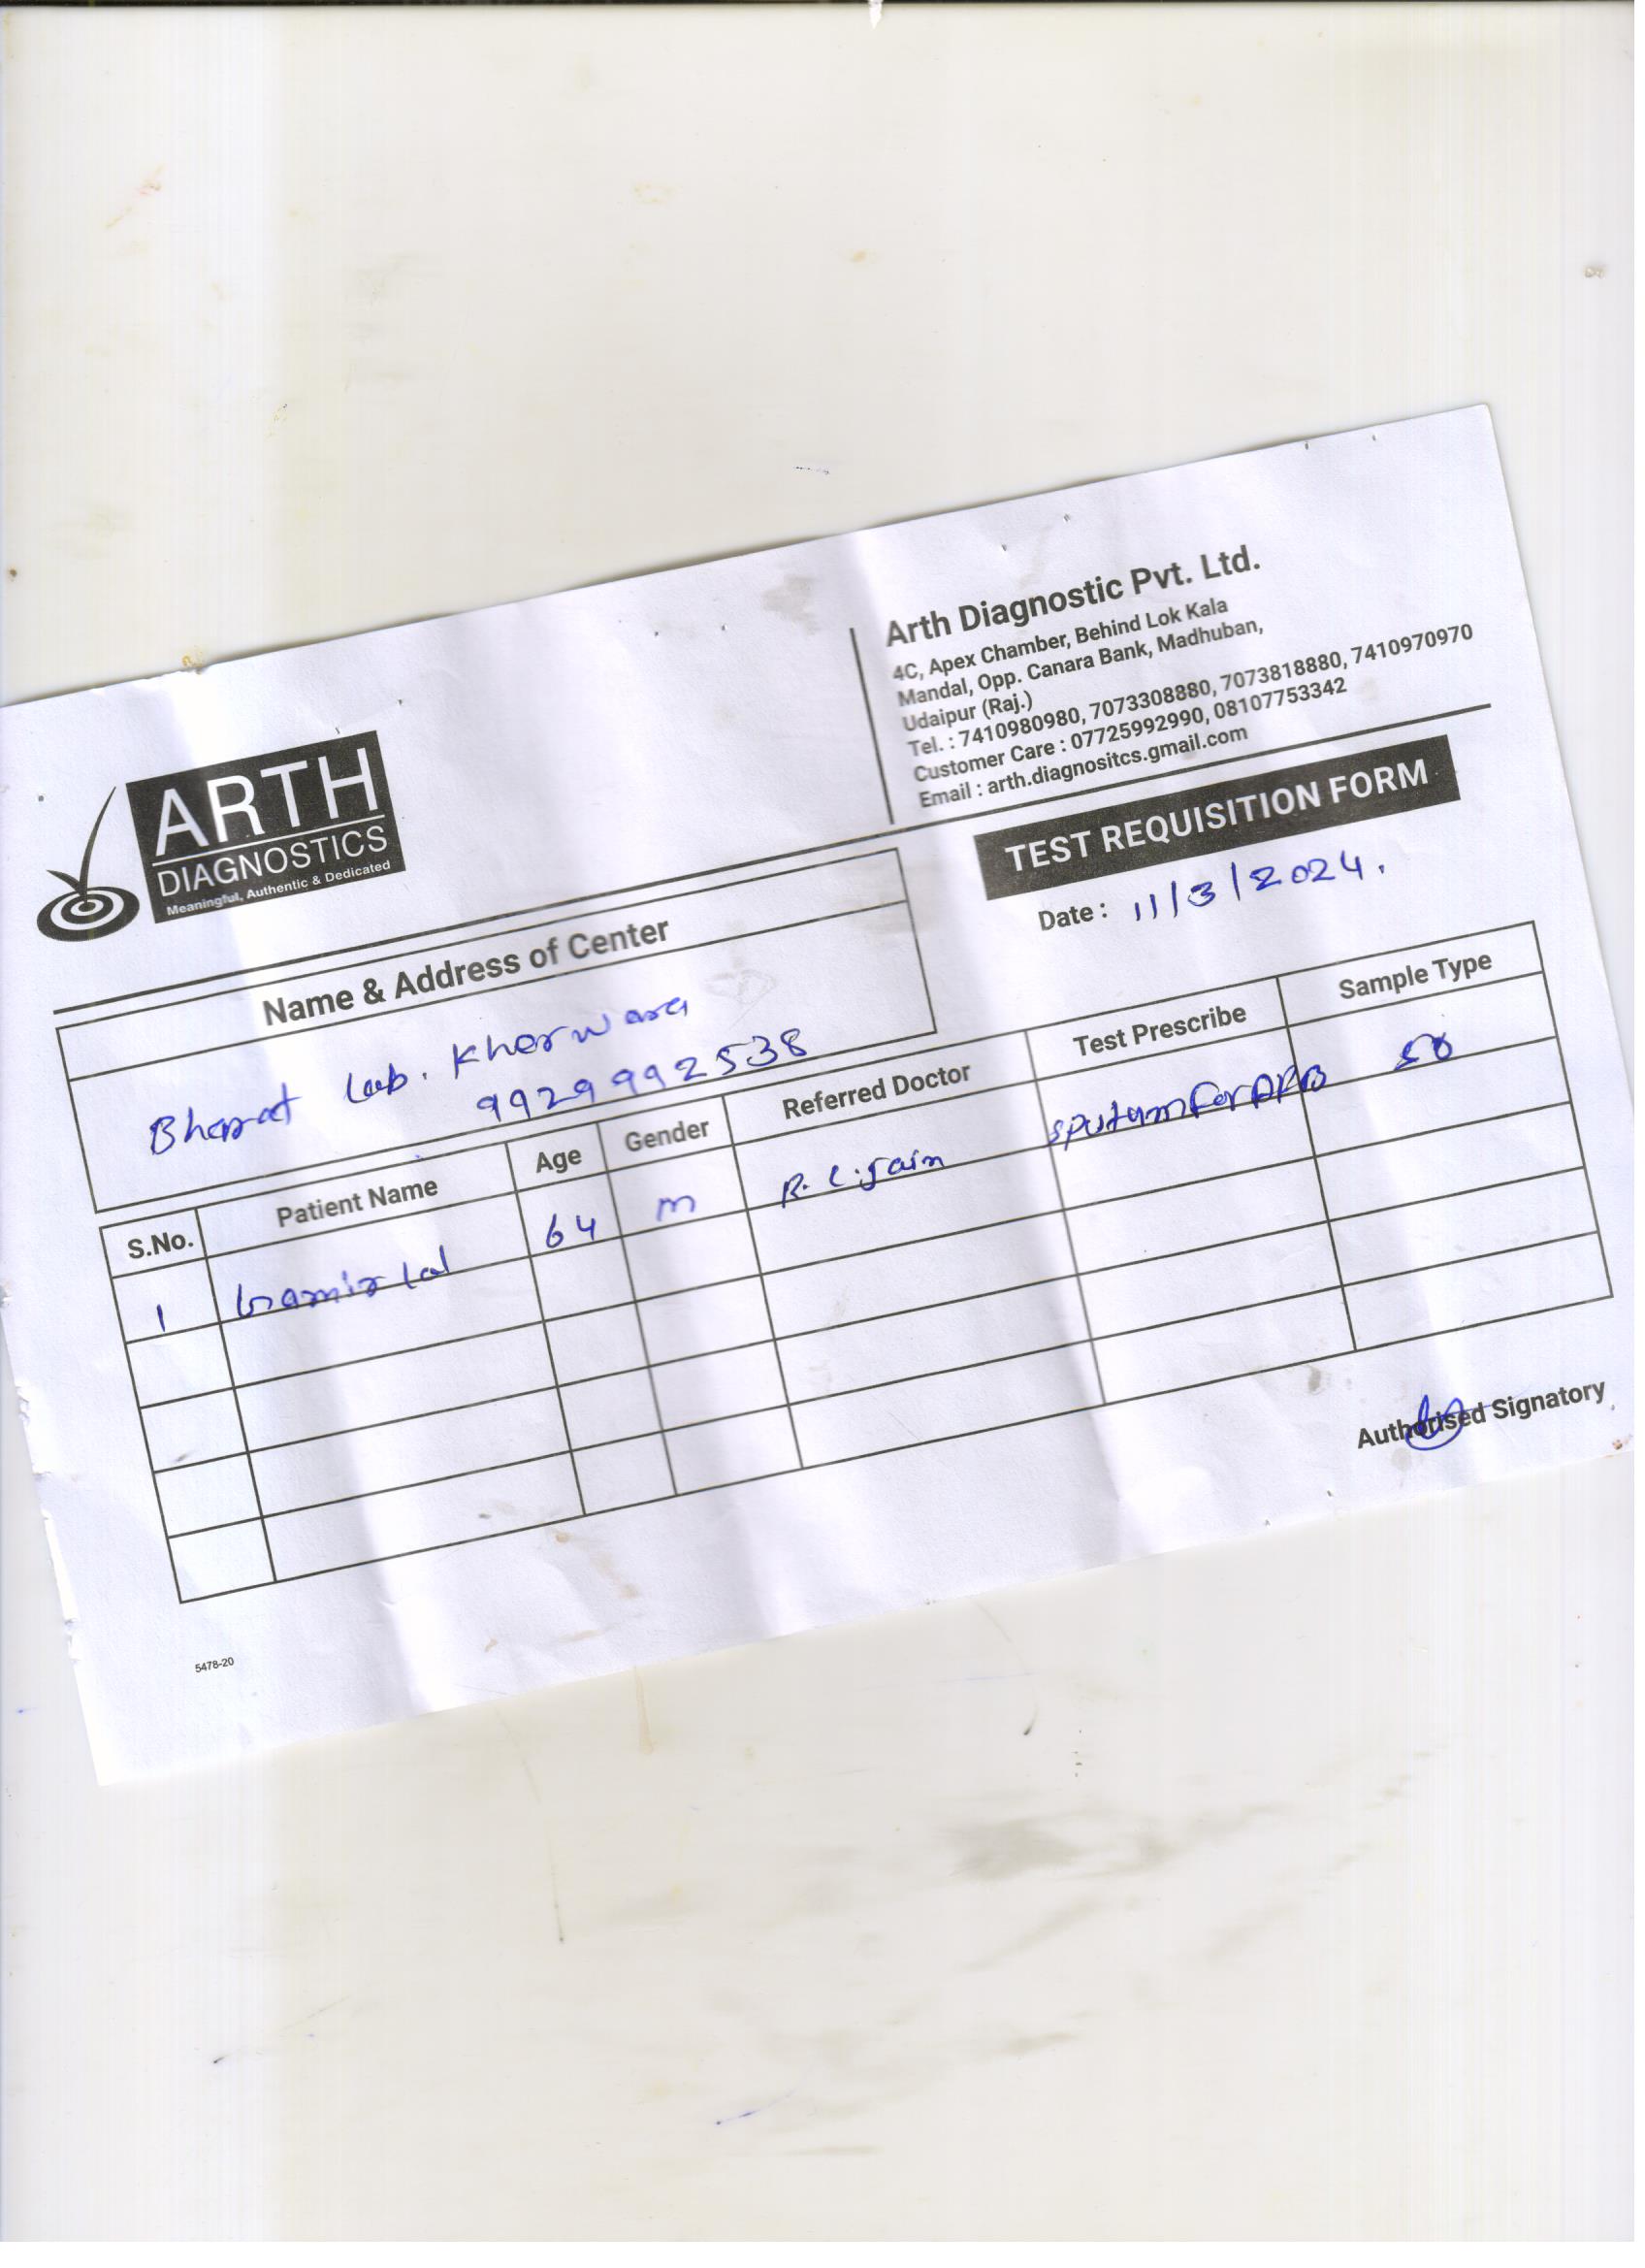 ARTH
DIAGNOSTICS
Meaningful, Authentic & Dedicated
Arth Diagnostic Pvt. Ltd.
4C, Apex Chamber, Behind Lok Kala
Mandal, Opp. Canara Bank, Madhuban,
Udaipur (Raj.)
Tel. : 7410980980, 7073308880, 7073818880, 7410970970
Customer Care : 07725992990, 08107753342
Email : arth.diagnositcs.gmail.com
TEST REQUISITION FORM
Date : 11/3/2024.
Name & Address of Center
Bharat Lab. Kherwara
9929992538
S.No. Patient Name Age Gender Referred Doctor Test Prescribe Sample Type
1 lal 64 m R. L. Jain sputum For
Authorised Signatory
5478-20